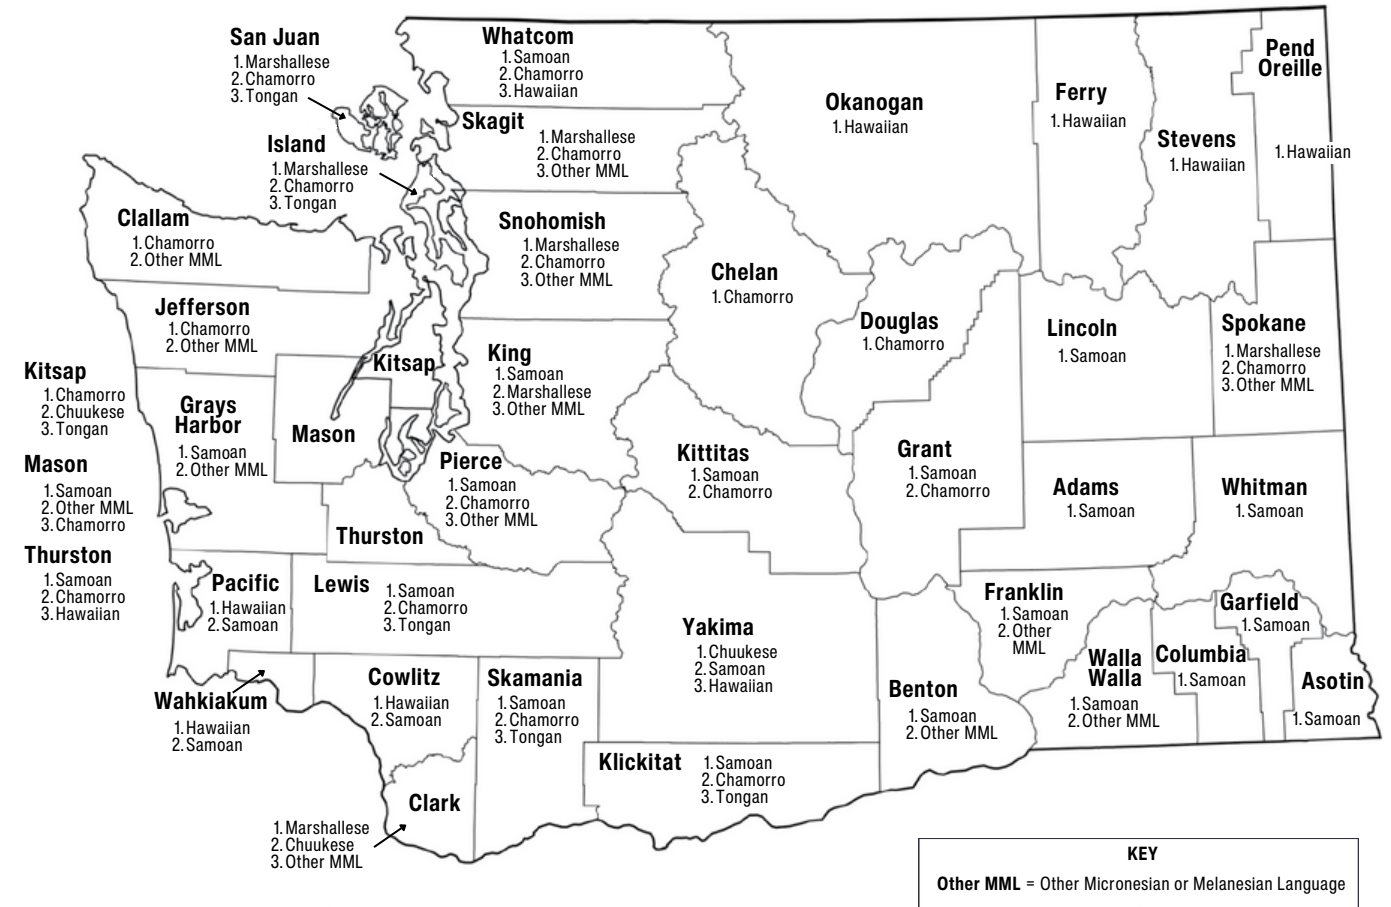 San Juan
1. Marshallese
2. Chamorro
3. Tongan
Whatcom
1. Samoan
2. Chamorro
3. Hawaiian
Okanogan
1. Hawaiian
Ferry
1. Hawaiian
Stevens
1. Hawaiian
Pend
Oreille
1. Hawaiian
Skagit
1. Marshallese
2. Chamorro
3. Other MML
Island
1. Marshallese
2. Chamorro
3. Tongan
Clallam
1. Chamorro
2. Other MML
Snohomish
1. Marshallese
2. Chamorro
3. Other MML
Chelan
1. Chamorro
Jefferson
1. Chamorro
2. Other MML
Douglas
1. Chamorro
Lincoln
1. Samoan
Spokane
1. Marshallese
2. Chamorro
3. Other MML
Kitsap
King
1. Samoan
2. Marshallese
3. Other MML
Kitsap
1. Chamorro
2. Chuukese
3. Tongan
Grays
Harbor
1. Samoan
2. Other MML
Mason
Mason
1. Samoan
2. Other MML
3. Chamorro
Pierce
1. Samoan
2. Chamorro
3. Other MML
Kittitas
1. Samoan
2. Chamorro
Grant
1. Samoan
2. Chamorro
Adams
1. Samoan
Whitman
1. Samoan
Thurston
Thurston
1. Samoan
2. Chamorro
3. Hawaiian
Pacific
1. Hawaiian
2. Samoan
Lewis
1. Samoan
2. Chamorro
3. Tongan
Yakima
1. Chuukese
2. Samoan
3. Hawaiian
Franklin
1. Samoan
2. Other
MML
Garfield
1. Samoan
Walla
Walla
1. Samoan
2. Other MML
Columbia
1. Samoan
Asotin
1. Samoan
Wahkiakum
1. Hawaiian
2. Samoan
Cowlitz
1. Hawaiian
2. Samoan
Skamania
1. Samoan
2. Chamorro
3. Tongan
Benton
1. Samoan
2. Other MML
Klickitat
1. Samoan
2. Chamorro
3. Tongan
Clark
1. Marshallese
2. Chuukese
3. Other MML
KEY
Other MML = Other Micronesian or Melanesian Language